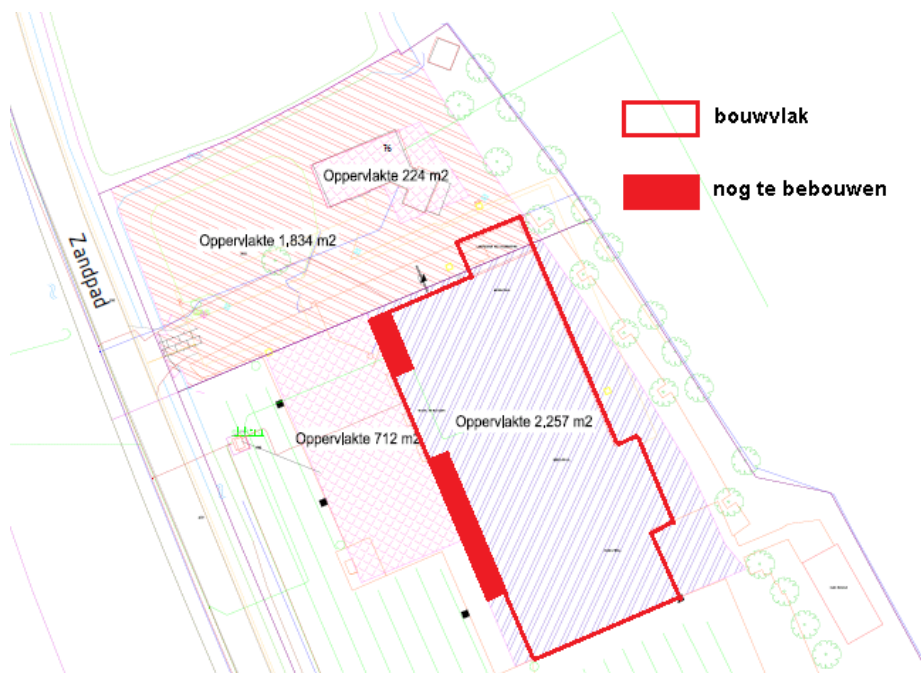 bouwvlak
76
Oppervlakte 224 m2
nog te bebouwen
Oppervlakte 1,834 m2
Zandpad
Oppervlakte 2,257 m2
Oppervlakte 712 m2